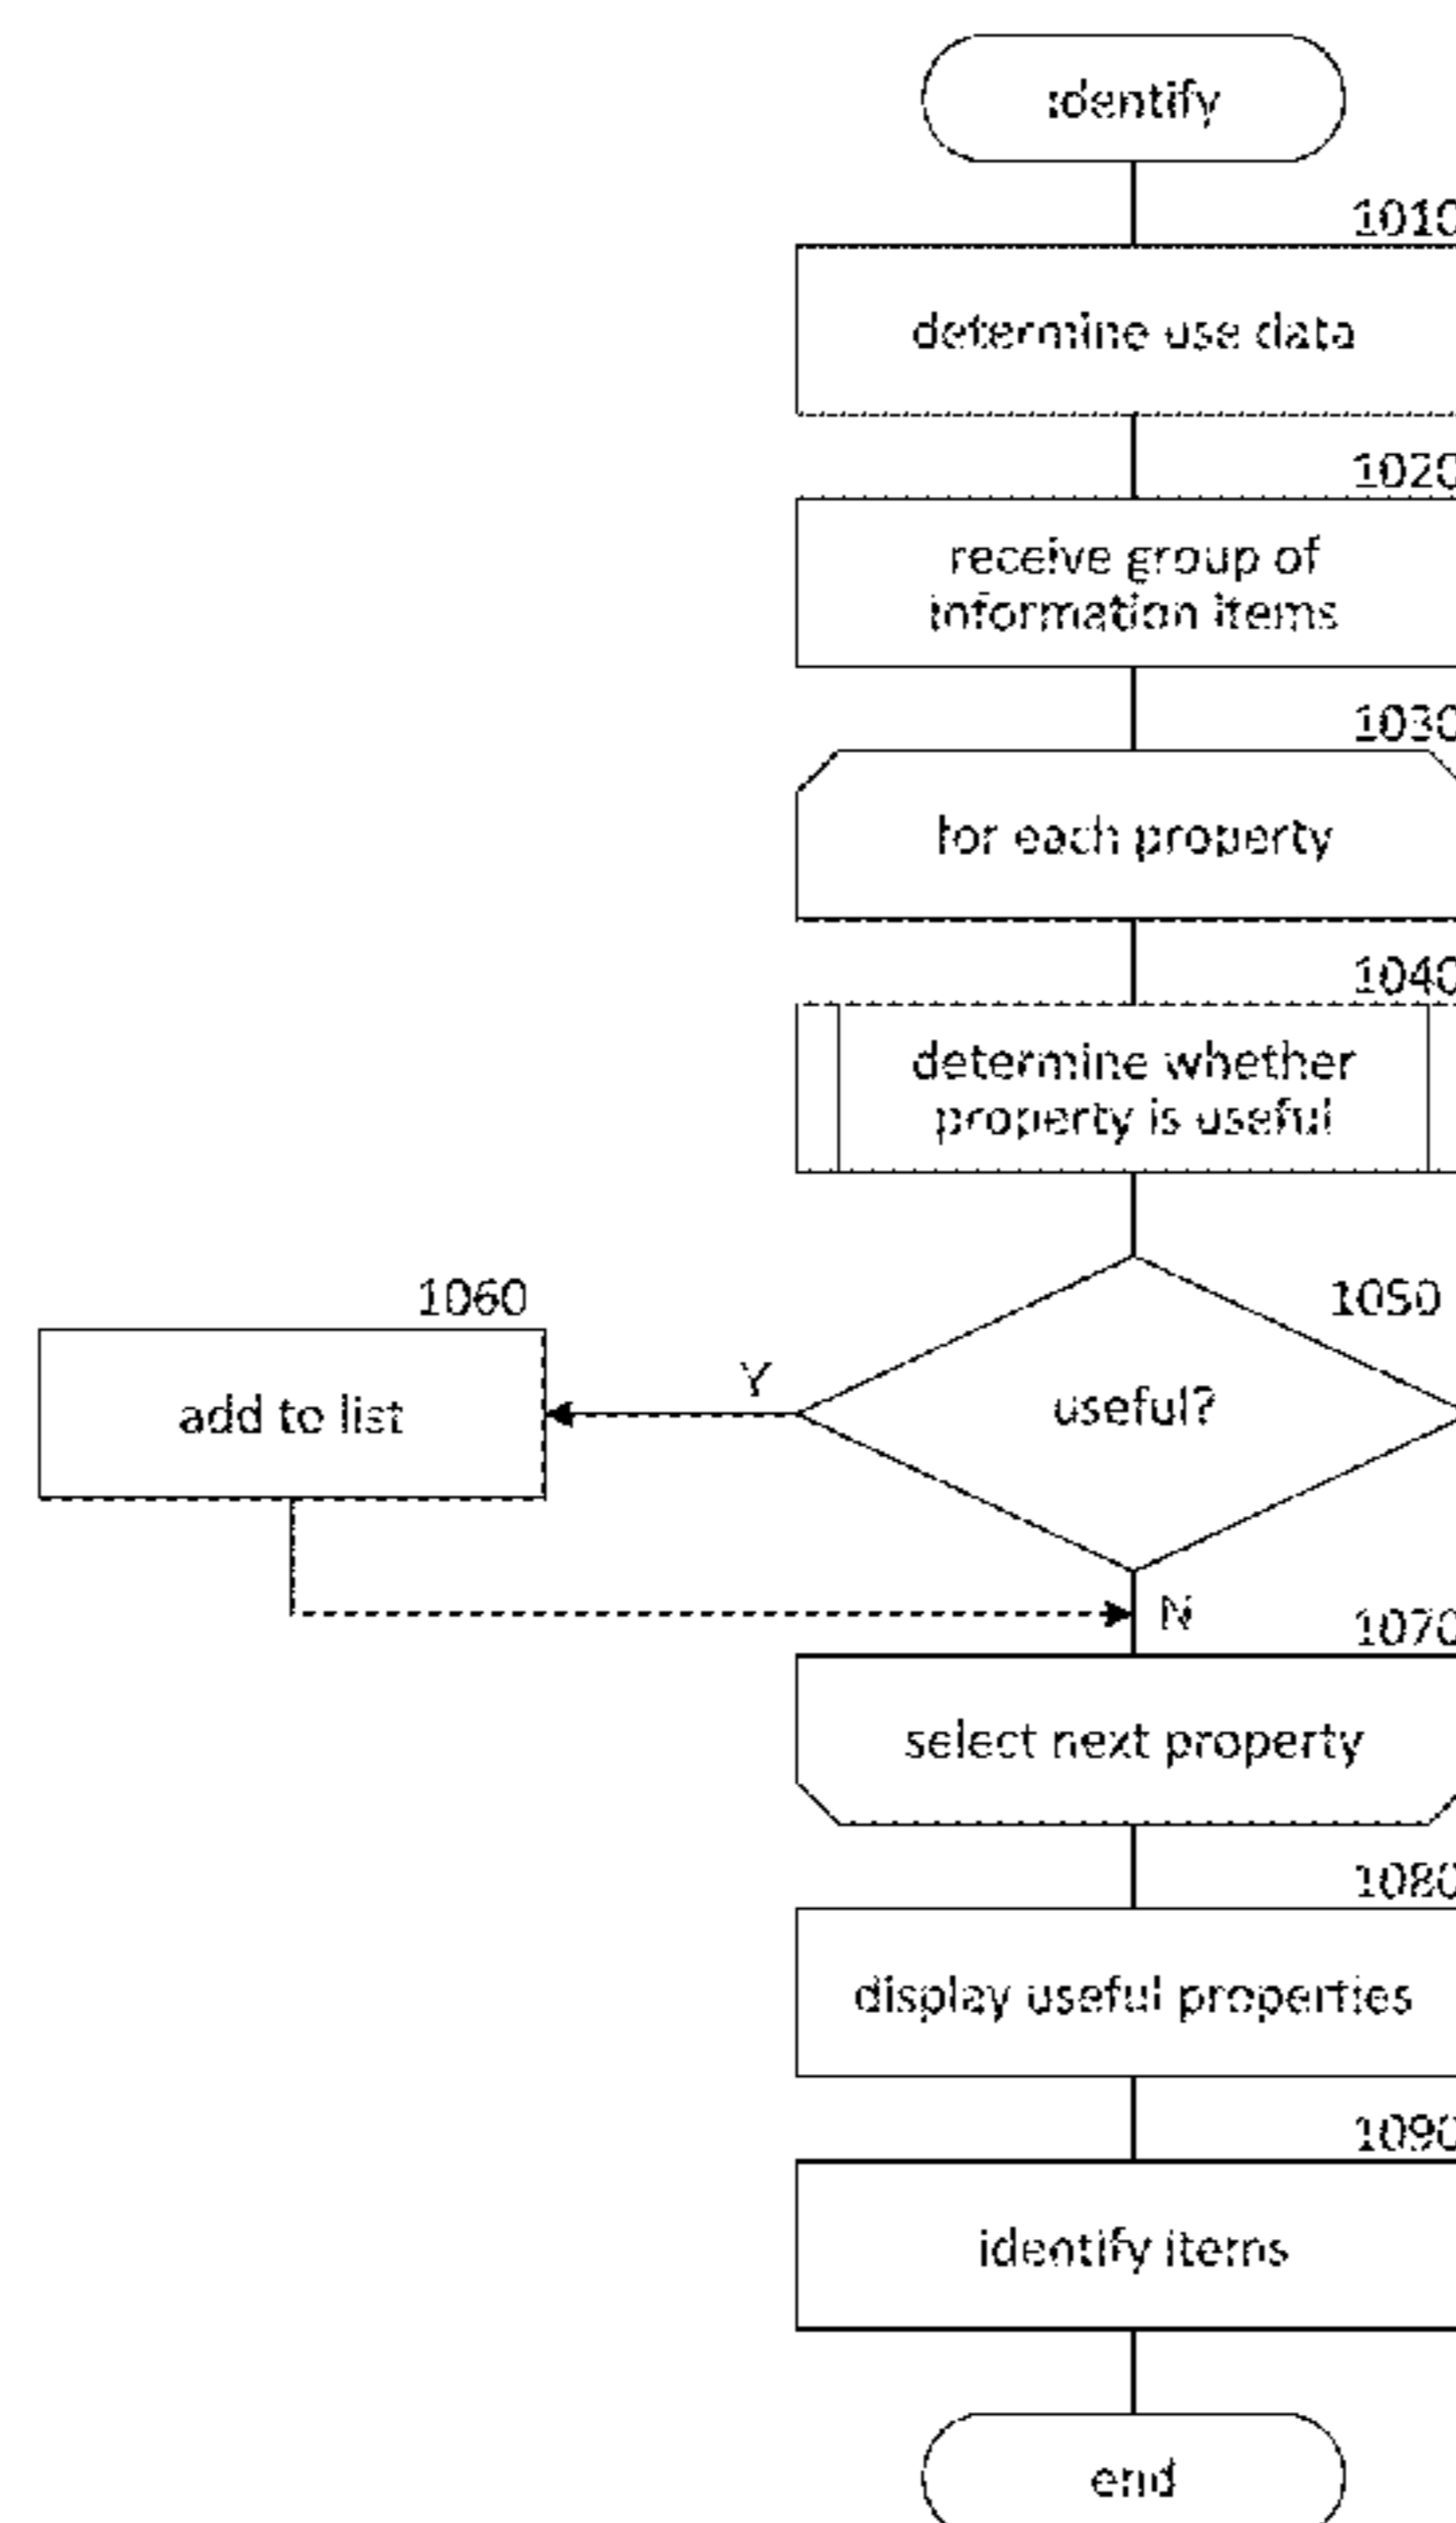 identify
1010
determine use data
1020
receive group of
information items
1030
for each property
1040
determine whether
property is useful
1050
useful?
Y
1060
add to list
N
1070
select next property
1080
display useful properties
1090
identify items
end